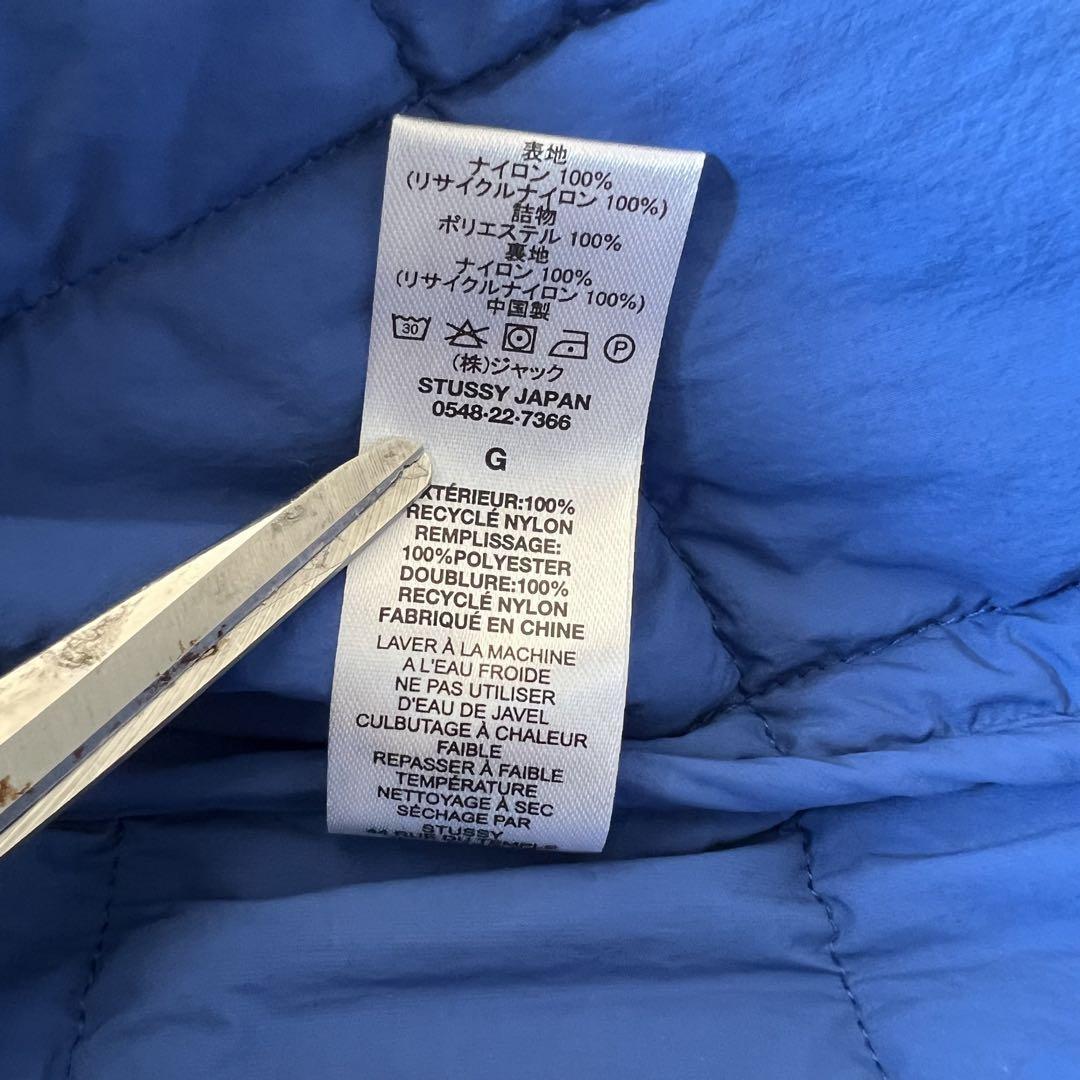 表地
ナイロン 100%
(リサイクルナイロン 100%)
詰物
ポリエステル 100%
裏地
ナイロン 100%
(リサイクルナイロン 100%)
中国製
30 P
(株)ジャック
STUSSY JAPAN
0548·22·7366
G
XTÉRIEUR:100%
RECYCLÉ NYLON
REMPLISSAGE:
100%POLYESTER
DOUBLURE:100%
RECYCLÉ NYLON
FABRIQUÉ EN CHINE
LAVER À LA MACHINE
A L'EAU FROIDE
NE PAS UTILISER
D'EAU DE JAVEL
CULBUTAGE À CHALEUR
FAIBLE
REPASSER À FAIBLE
TEMPÉRATURE
NETTOYAGE À SEC
SÉCHAGE PAR
STUSSY
RUE DU TEMPLE